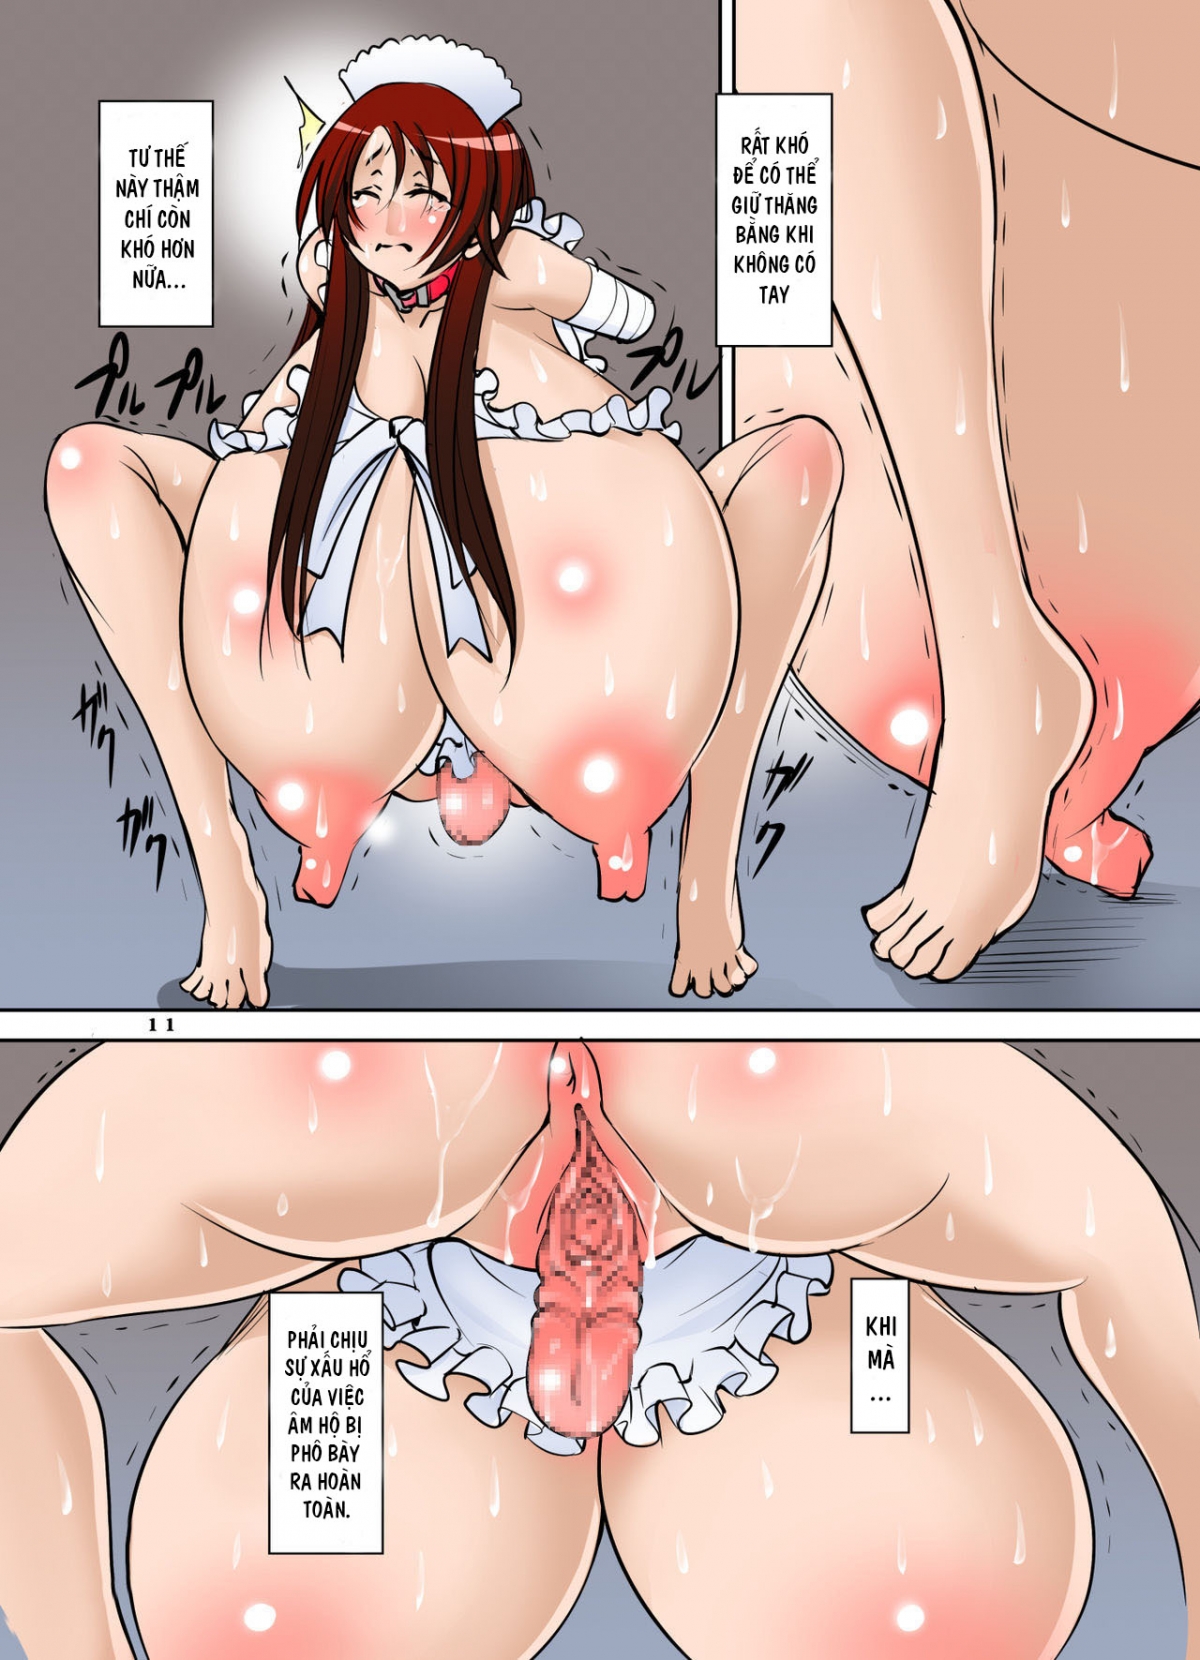 RẤT KHÓ
ĐỂ CÓ THỂ
GIỮ THĂNG
BẰNG KHI
KHÔNG CÓ
TAY
TƯ THẾ
NÀY THẬM
CHÍ CÒN
KHÓ HƠN
NỮA...
プルプル
プル
ガク
ガク
ガク
11
KHI
MÀ
...
PHẢI CHỊU
SỰ XẤU HỔ
CỦA VIỆC
ÂM HỘ BỊ
PHÔ BÀY
RA HOÀN
TOÀN.